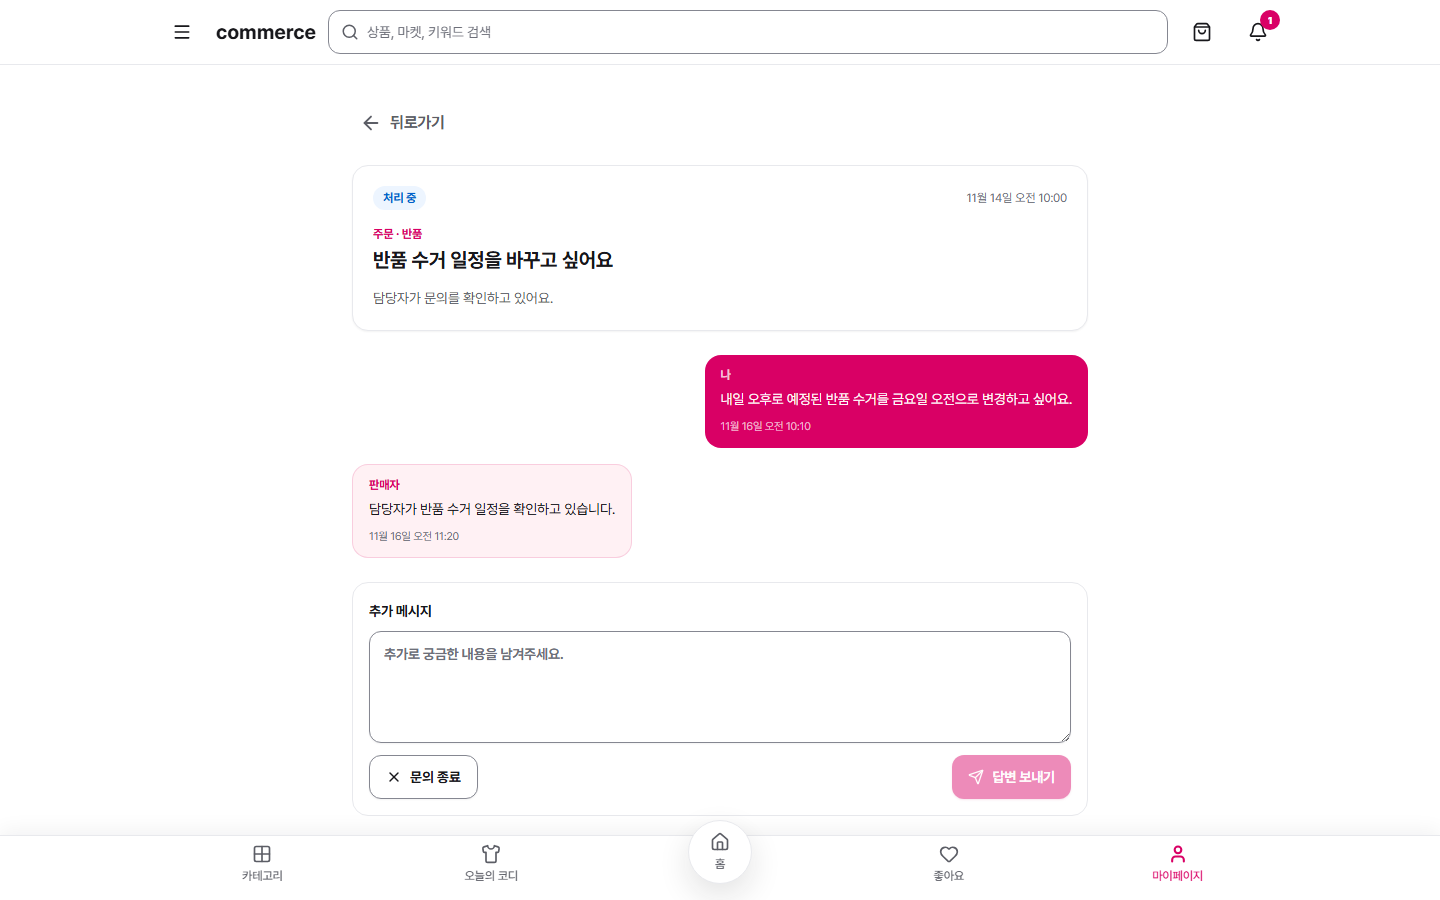 commerce
상품, 마켓, 키워드 검색
1
뒤로가기
처리 중
11월 14일 오전 10:00
주문 · 반품
반품 수거 일정을 바꾸고 싶어요
담당자가 문의를 확인하고 있어요.
나
내일 오후로 예정된 반품 수거를 금요일 오전으로 변경하고 싶어요.
11월 16일 오전 10:10
판매자
담당자가 반품 수거 일정을 확인하고 있습니다.
11월 16일 오전 11:20
추가 메시지
추가로 궁금한 내용을 남겨주세요.
문의 종료
답변 보내기
카테고리
오늘의 코디
홈
좋아요
마이페이지